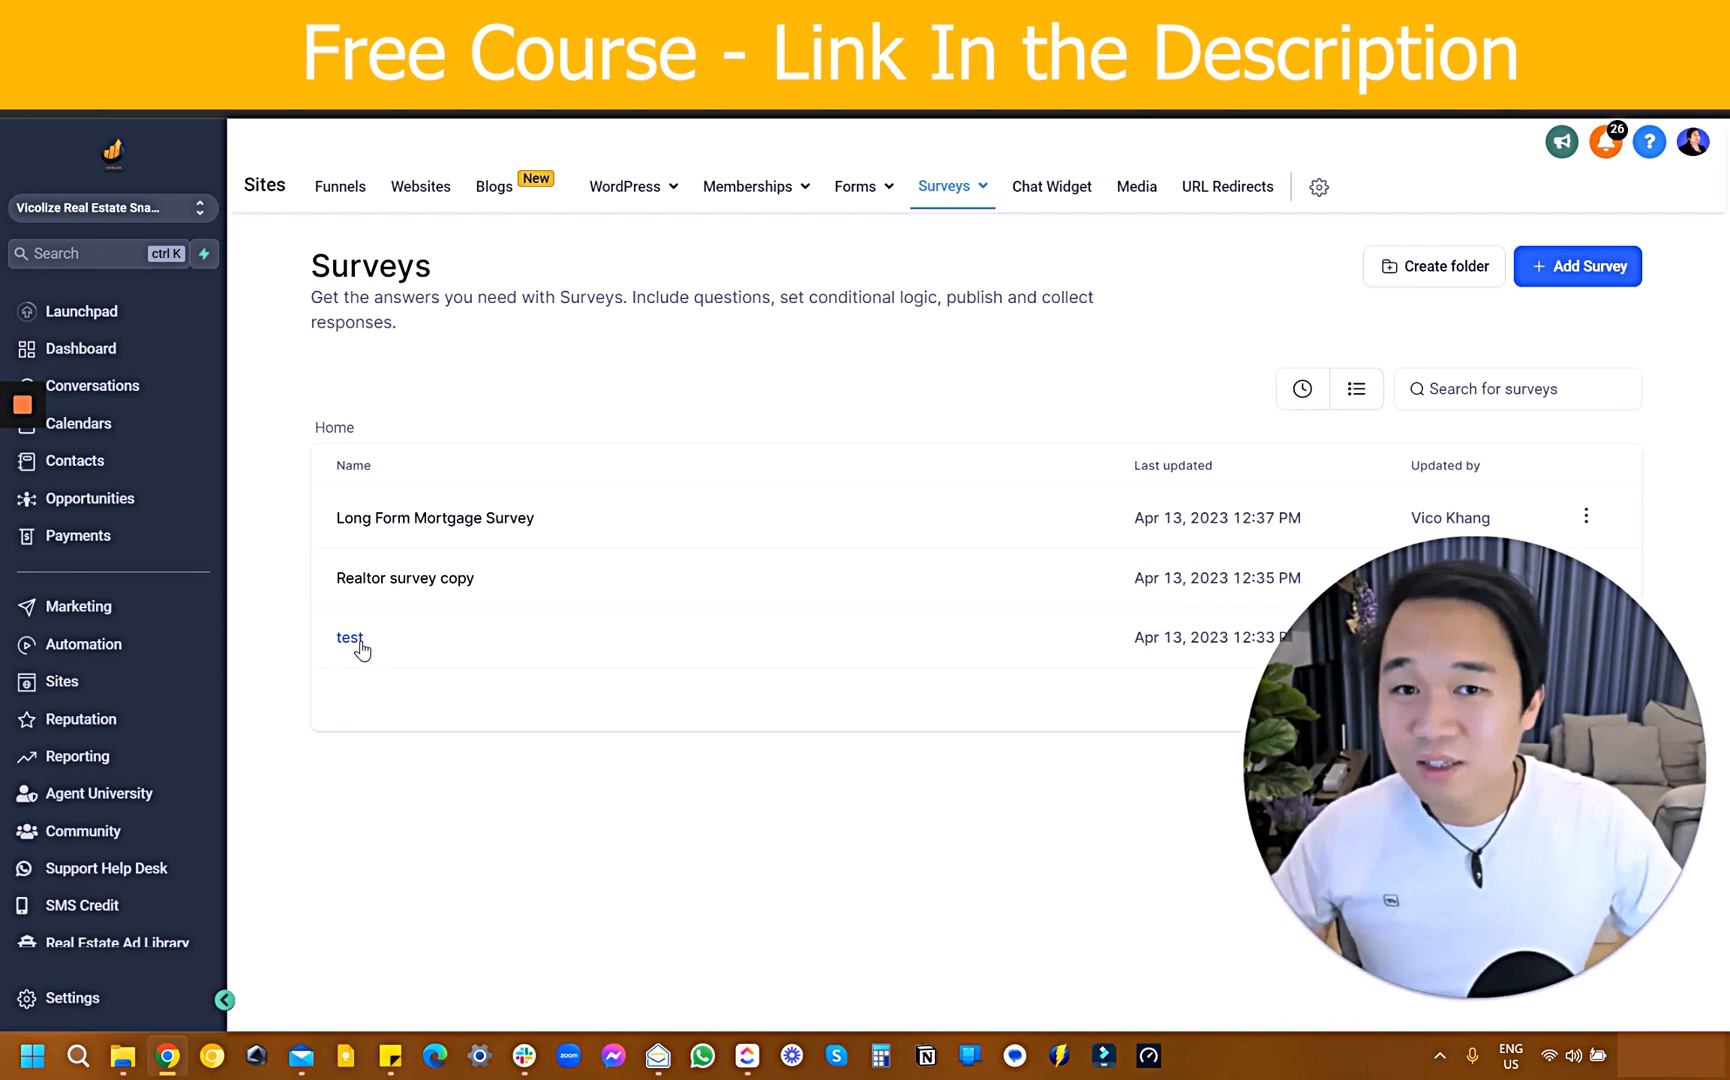 Free Course - Link In the Description
26
?
Vicolize Real Estate Sna...
Sites
Funnels
Websites
Blogs
New
WordPress
Memberships
Forms
Surveys
Chat Widget
Media
URL Redirects
Search
ctrl K
Launchpad
Dashboard
Conversations
Calendars
Contacts
Opportunities
Payments
Marketing
Automation
Sites
Reputation
Reporting
Agent University
Community
Support Help Desk
SMS Credit
Real Estate Ad Library
Settings
Surveys
Get the answers you need with Surveys. Include questions, set conditional logic, publish and collect
responses.
Create folder
+ Add Survey
Search for surveys
Home
Name
Last updated
Updated by
Long Form Mortgage Survey
Apr 13, 2023 12:37 PM
Vico Khang
Realtor survey copy
Apr 13, 2023 12:35 PM
test
Apr 13, 2023 12:33
zoom
ENG
US